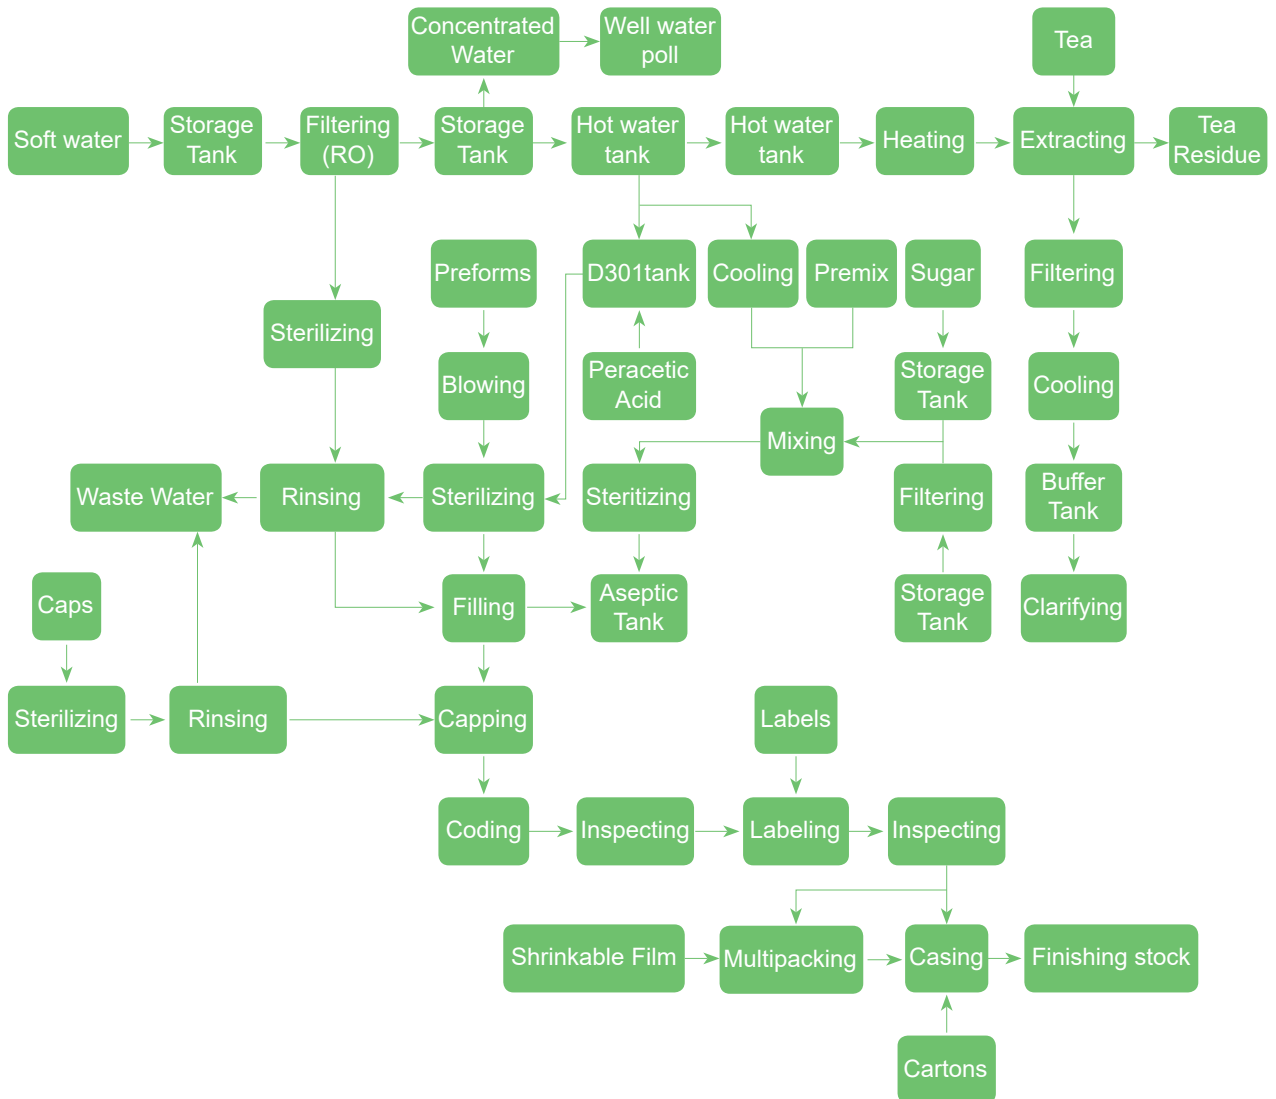 Concentrated
Water
Well water
poll
Tea
Soft water
Storage
Tank
Filtering
(RO)
Storage
Tank
Hot water
tank
Hot water
tank
Heating
Extracting
Tea
Residue
Preforms
D301tank
Cooling
Premix
Sugar
Filtering
Sterilizing
Blowing
Peracetic
Acid
Storage
Tank
Cooling
Mixing
Waste Water
Rinsing
Sterilizing
Steritizing
Filtering
Buffer
Tank
Caps
Filling
Aseptic
Tank
Storage
Tank
Clarifying
Sterilizing
Rinsing
Capping
Labels
Coding
Inspecting
Labeling
Inspecting
Shrinkable Film
Multipacking
Casing
Finishing stock
Cartons